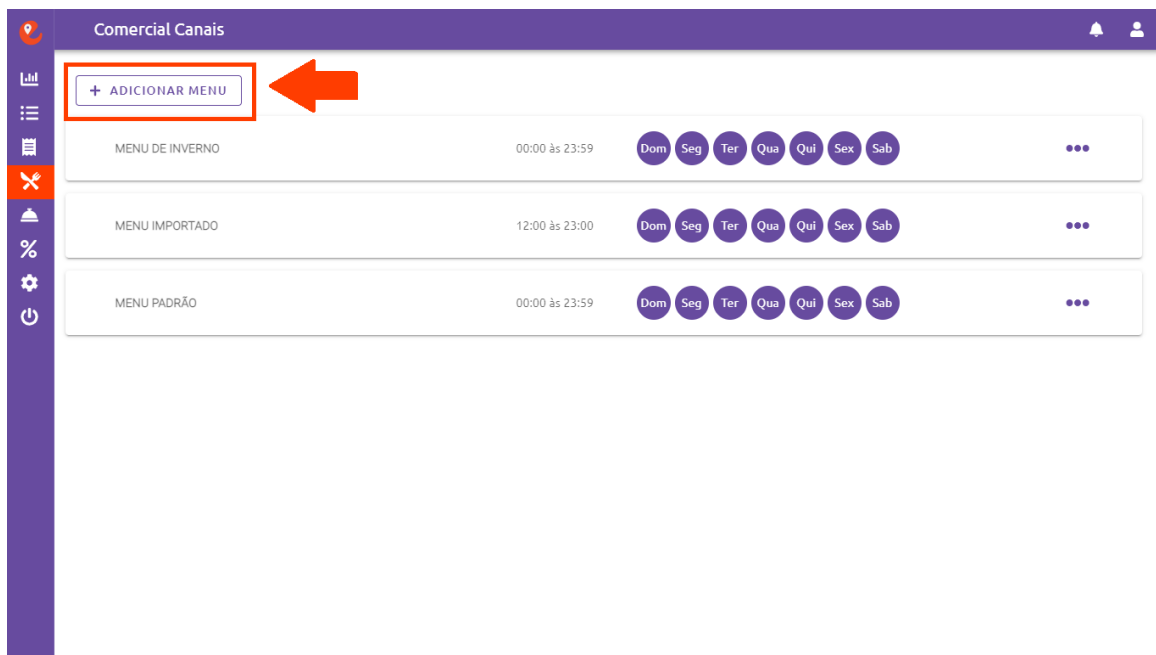 Comercial Canais
+ ADICIONAR MENU
MENU DE INVERNO 00:00 às 23:59 Dom Seg Ter Qua Qui Sex Sab
MENU IMPORTADO 12:00 às 23:00 Dom Seg Ter Qua Qui Sex Sab
MENU PADRÃO 00:00 às 23:59 Dom Seg Ter Qua Qui Sex Sab